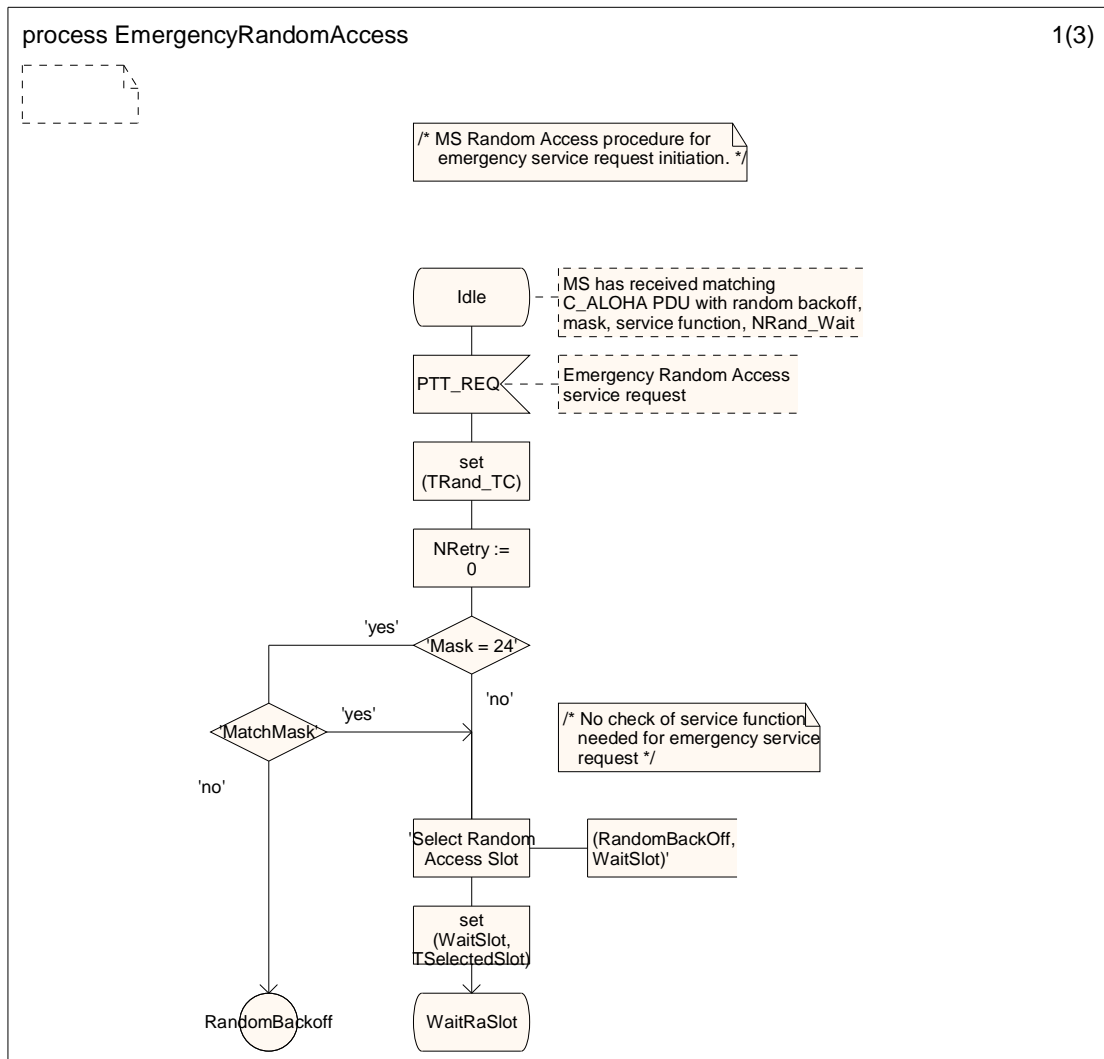 process EmergencyRandomAccess
1(3)
/* MS Random Access procedure for
emergency service request initiation. */
Idle
MS has received matching
C_ALOHA PDU with random backoff,
mask, service function, NRand_Wait
PTT_REQ
Emergency Random Access
service request
set
(TRand_TC)
NRetry :=
0
'yes'
'Mask = 24'
'no'
'MatchMask'
'yes'
/* No check of service function
needed for emergency service
request */
'no'
'Select Random
Access Slot
(RandomBackOff,
WaitSlot)'
set
(WaitSlot,
TSelectedSlot)
RandomBackoff
WaitRaSlot